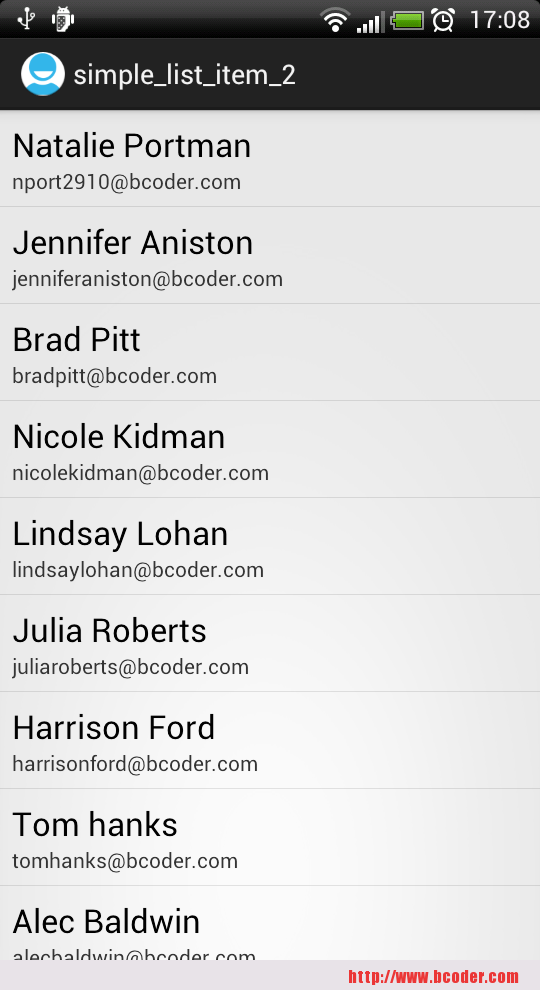 17:08
simple_list_item_2
Natalie Portman
nport2910@bcoder.com
Jennifer Aniston
jenniferaniston@bcoder.com
Brad Pitt
bradpitt@bcoder.com
Nicole Kidman
nicolekidman@bcoder.com
Lindsay Lohan
lindsaylohan@bcoder.com
Julia Roberts
juliaroberts@bcoder.com
Harrison Ford
harrisonford@bcoder.com
Tom hanks
tomhanks@bcoder.com
Alec Baldwin
alecbaldwin@bcoder.com
http://www.bcoder.com